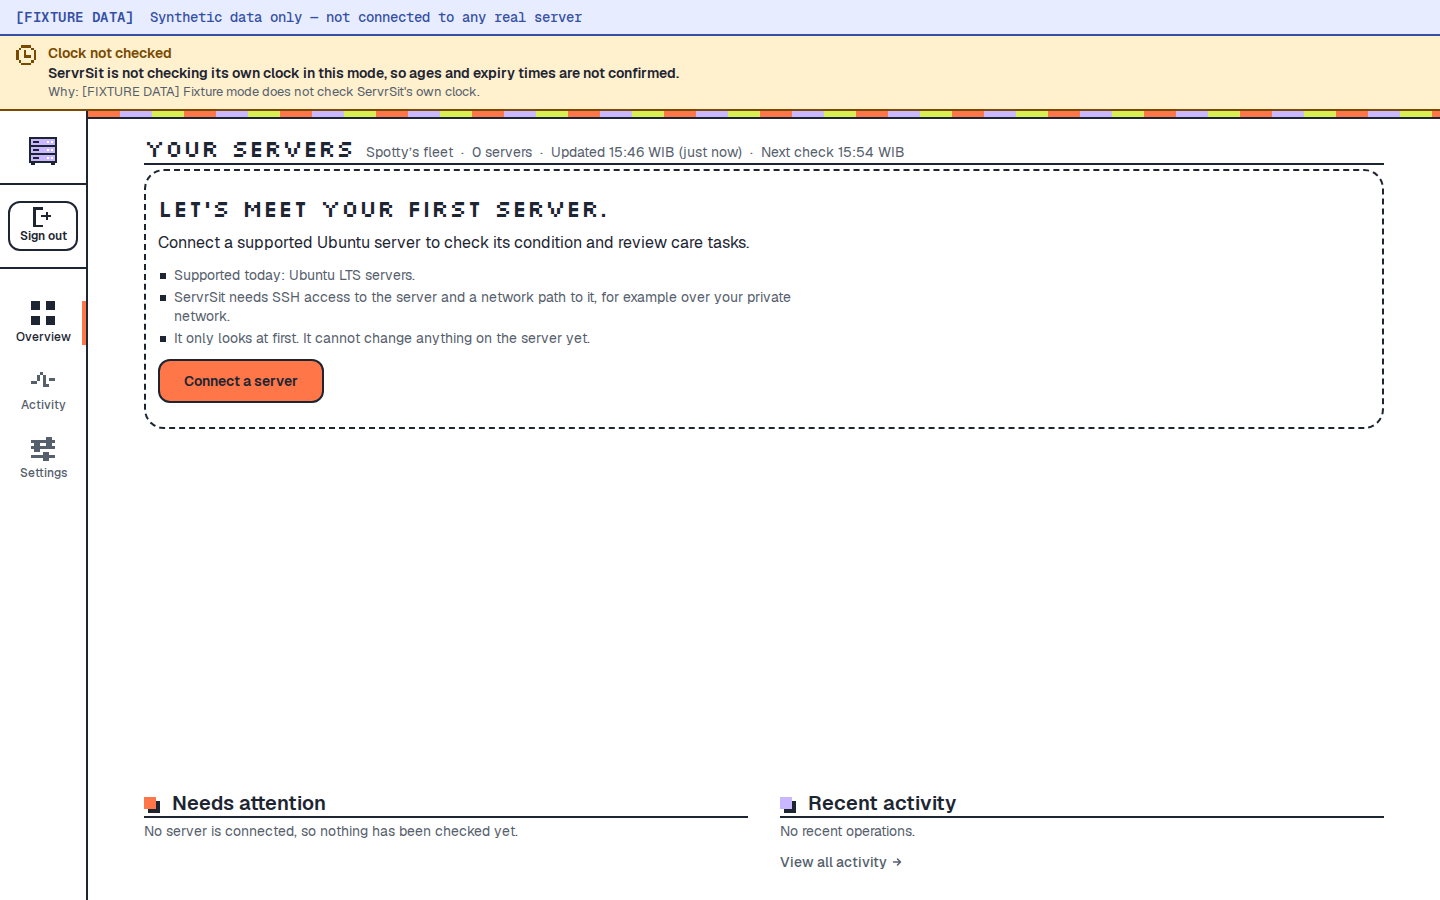 [FIXTURE DATA] Synthetic data only — not connected to any real server
Clock not checked
ServrSit is not checking its own clock in this mode, so ages and expiry times are not confirmed.
Why: [FIXTURE DATA] Fixture mode does not check ServrSit's own clock.
Sign out
Overview
Activity
Settings
YOUR SERVERS Spotty's fleet · 0 servers · Updated 15:46 WIB (just now) · Next check 15:54 WIB
LET'S MEET YOUR FIRST SERVER.
Connect a supported Ubuntu server to check its condition and review care tasks.
Supported today: Ubuntu LTS servers.
ServrSit needs SSH access to the server and a network path to it, for example over your private
network.
It only looks at first. It cannot change anything on the server yet.
Connect a server
Needs attention
No server is connected, so nothing has been checked yet.
Recent activity
No recent operations.
View all activity →